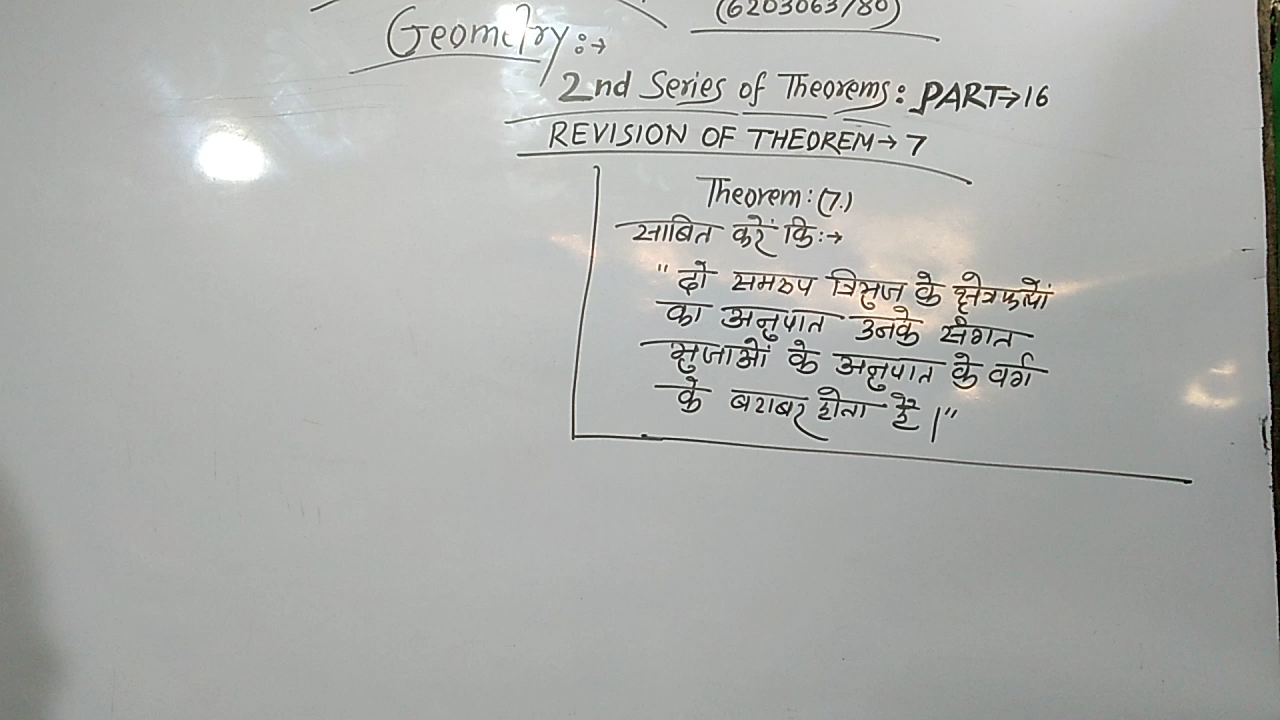 (6203063780)
Geometry:→
2nd Series of Theorems: PART→16
REVISION OF THEOREM→7
Theorem:(7.)
साबित करें कि:→
"दो समरुप त्रिभुज के क्षेत्रफलों
का अनुपात उनके संगत
भुजाओं के अनुपात के वर्ग
के बराबर होता है।"